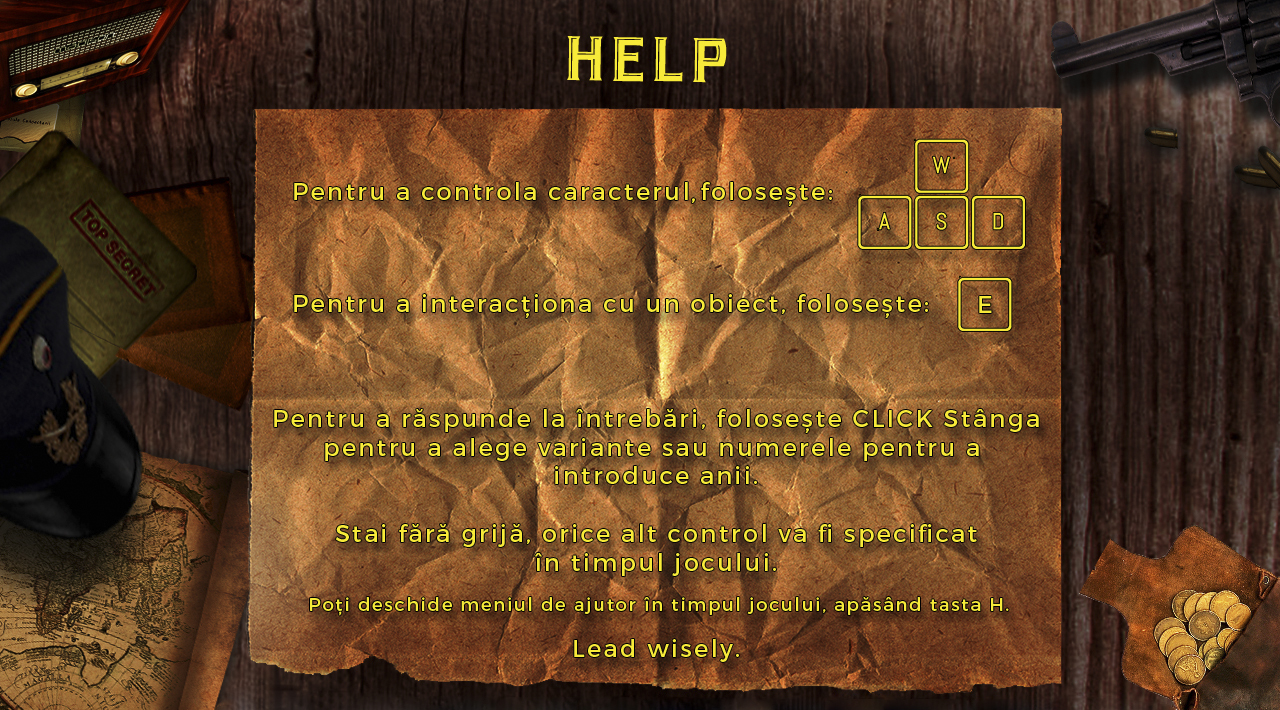 HELP
Pentru a controla caracterul,folosește:
W
A S D
Pentru a interacționa cu un obiect, folosește:
E
Pentru a răspunde la întrebări, folosește CLICK Stânga
pentru a alege variante sau numerele pentru a
introduce anii.
Stai fără grijă, orice alt control va fi specificat
în timpul jocului.
Poți deschide meniul de ajutor în timpul jocului, apăsând tasta H.
Lead wisely.
TOP SECRET